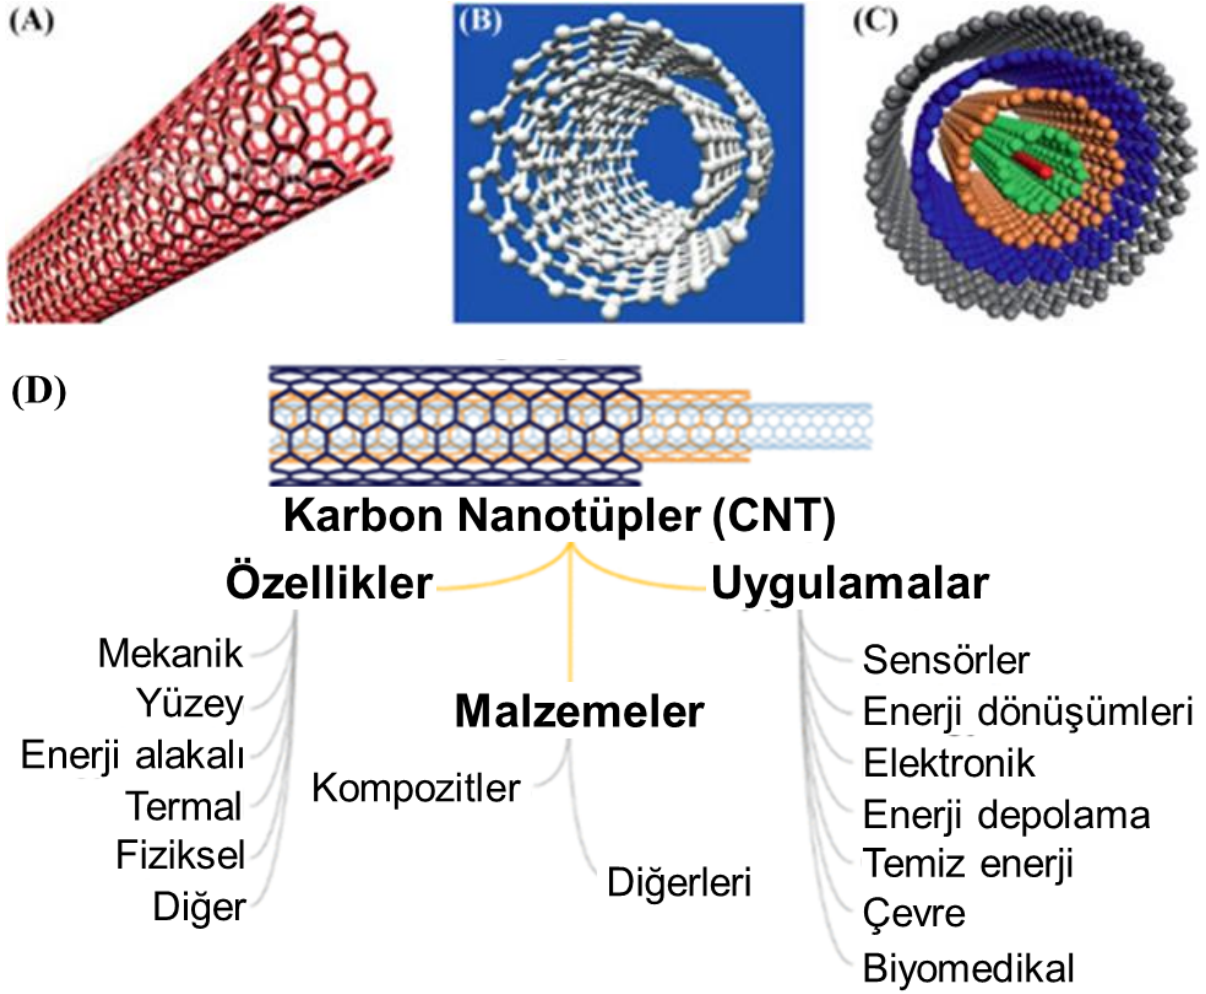 (A)
(B)
(C)
(D)
Karbon Nanotüpler (CNT)
Özellikler
Mekanik
Yüzey
Enerji alakalı
Termal
Fiziksel
Diğer
Malzemeler
Kompozitler
Diğerleri
Uygulamalar
Sensörler
Enerji dönüşümleri
Elektronik
Enerji depolama
Temiz enerji
Çevre
Biyomedikal